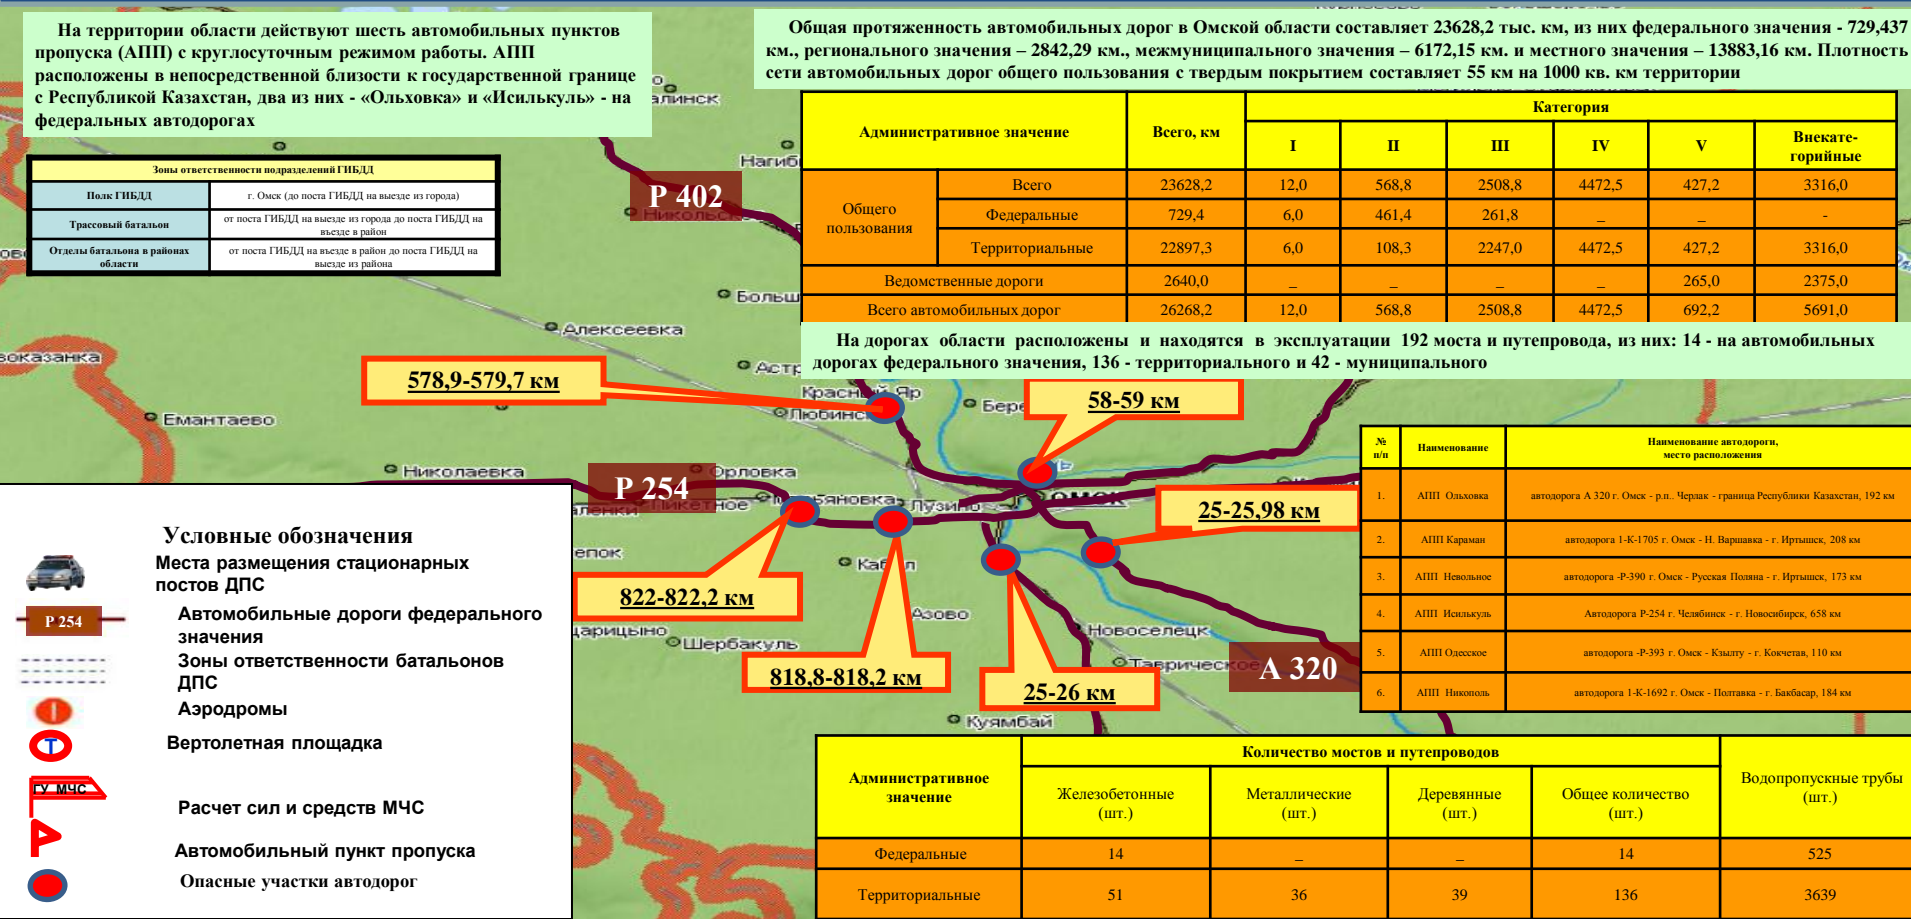 На территории области действуют шесть автомобильных пунктов
пропуска (АПП) с круглосуточным режимом работы. АПП
расположены в непосредственной близости к государственной границе
с Республикой Казахстан, два из них - «Ольховка» и «Исилькуль» - на
федеральных автодорогах
Общая протяженность автомобильных дорог в Омской области составляет 23628,2 тыс. км, из них федерального значения - 729,437
км., регионального значения – 2842,29 км., межмуниципального значения – 6172,15 км. и местного значения – 13883,16 км. Плотность
сети автомобильных дорог общего пользования с твердым покрытием составляет 55 км на 1000 кв. км территории
Административное значение Всего, км Категория
I II III IV V Внекате-
горийные
Общего
пользования
Всего 23628,2 12,0 568,8 2508,8 4472,5 427,2 3316,0
Федеральные 729,4 6,0 461,4 261,8 _ _ -
Территориальные 22897,3 6,0 108,3 2247,0 4472,5 427,2 3316,0
Ведомственные дороги 2640,0 _ _ _ _ 265,0 2375,0
Всего автомобильных дорог 26268,2 12,0 568,8 2508,8 4472,5 692,2 5691,0
На дорогах области расположены и находятся в эксплуатации 192 моста и путепровода, из них: 14 - на автомобильных
дорогах федерального значения, 136 - территориального и 42 - муниципального
Зоны ответственности подразделений ГИБДД
Полк ГИБДД г. Омск (до поста ГИБДД на выезде из города)
Трассовый батальон от поста ГИБДД на выезде из города до поста ГИБДД на
въезде в район
Отделы батальона в районах
области
от поста ГИБДД на въезде в район до поста ГИБДД на
выезде из района
Р 402
Алексеевка
578,9-579,7 км
Красный Яр
58-59 км
Емантаево
Николаевка
Орловка
Р 254
Лузино
Омск
25-25,98 км
822-822,2 км
Азово
Новоселецк
Шербакуль
Таврическое
А 320
818,8-818,2 км
25-26 км
Куямбай
№
п/п
Наименование
Наименование автодороги,
место расположения
1. АПП Ольховка автодорога А 320 г. Омск - р.п.. Черлак - граница Республики Казахстан, 192 км
2. АПП Караман автодорога 1-К-1705 г. Омск - Н. Варшавка - г. Иртышск, 208 км
3. АПП Невольное автодорога -Р-390 г. Омск - Русская Поляна - г. Иртышск, 173 км
4. АПП Исилькуль Автодорога Р-254 г. Челябинск - г. Новосибирск, 658 км
5. АПП Одесское автодорога -Р-393 г. Омск - Кзылту - г. Кокчетав, 110 км
6. АПП Никополь автодорога 1-К-1692 г. Омск - Полтавка - г. Бакбасар, 184 км
Условные обозначения
Места размещения стационарных
постов ДПС
Р 254
Автомобильные дороги федерального
значения
Зоны ответственности батальонов
ДПС
Аэродромы
Т
Вертолетная площадка
ГУ МЧС
Расчет сил и средств МЧС
Автомобильный пункт пропуска
Опасные участки автодорог
Административное
значение
Количество мостов и путепроводов
Водопропускные трубы
(шт.)
Железобетонные
(шт.)
Металлические
(шт.)
Деревянные
(шт.)
Общее количество
(шт.)
Федеральные 14 _ _ 14 525
Территориальные 51 36 39 136 3639